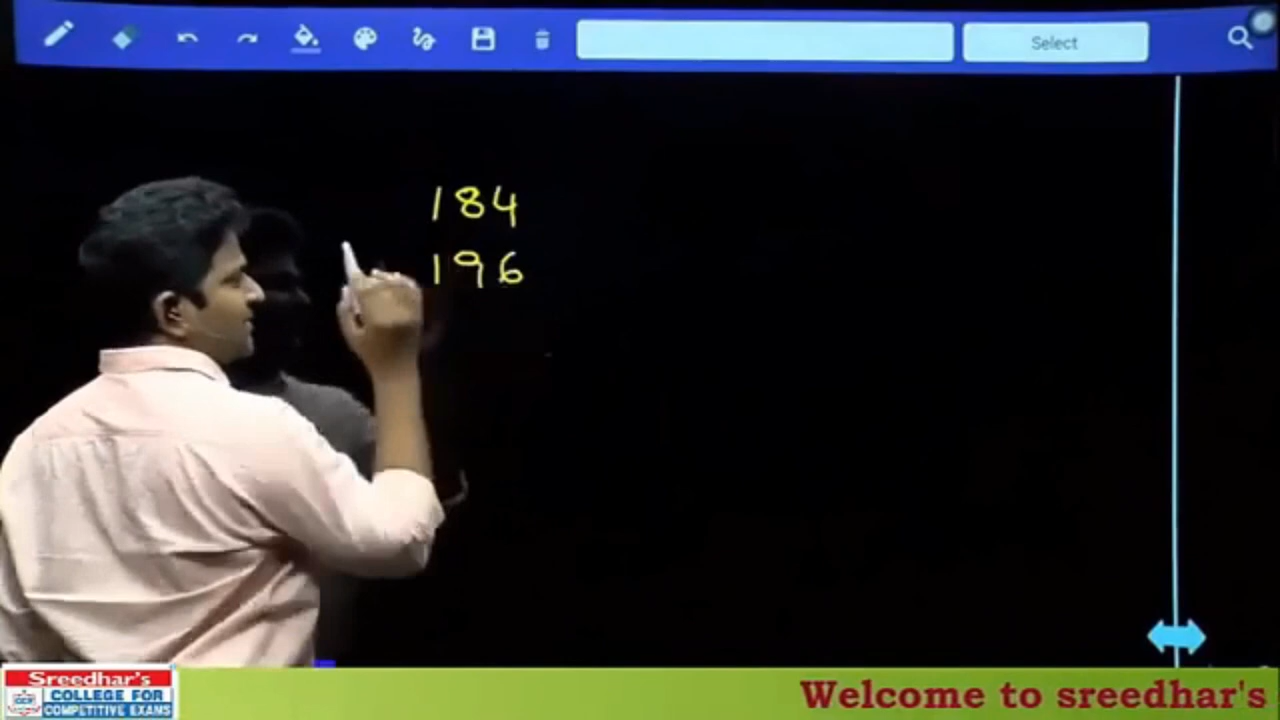 Select
184
196
Sreedhar's
COLLEGE FOR
COMPETITIVE EXAMS
Welcome to sreedhar's